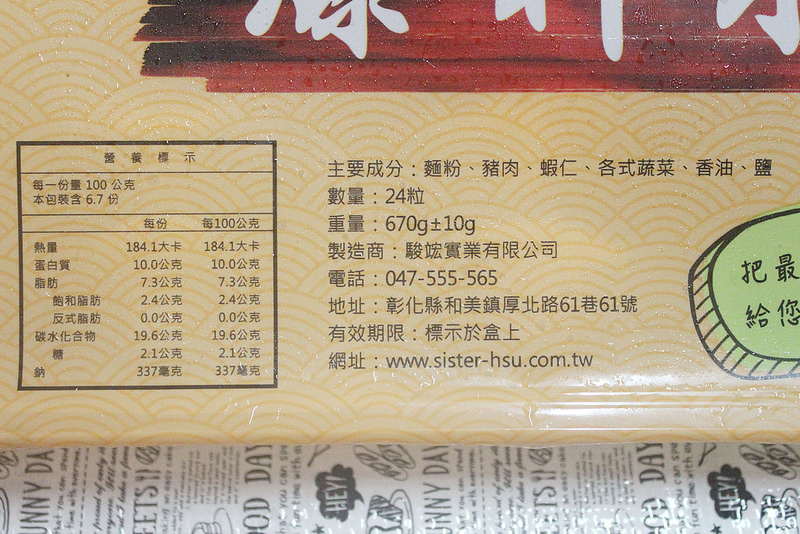 營養標示
每一份量 100 公克
本包裝含 6.7 份
每份 每100公克
熱量 184.1大卡 184.1大卡
蛋白質 10.0公克 10.0公克
脂肪 7.3公克 7.3公克
飽和脂肪 2.4公克 2.4公克
反式脂肪 0.0公克 0.0公克
碳水化合物 19.6公克 19.6公克
糖 2.1公克 2.1公克
鈉 337毫克 337毫克
主要成分：麵粉、豬肉、蝦仁、各式蔬菜、香油、鹽
數量：24粒
重量：670g±10g
製造商：駿浤實業有限公司
電話：047-555-565
地址：彰化縣和美鎮厚北路61巷61號
有效期限：標示於盒上
網址：www.sister-hsu.com.tw
把最
給您
HEY!
HEY!